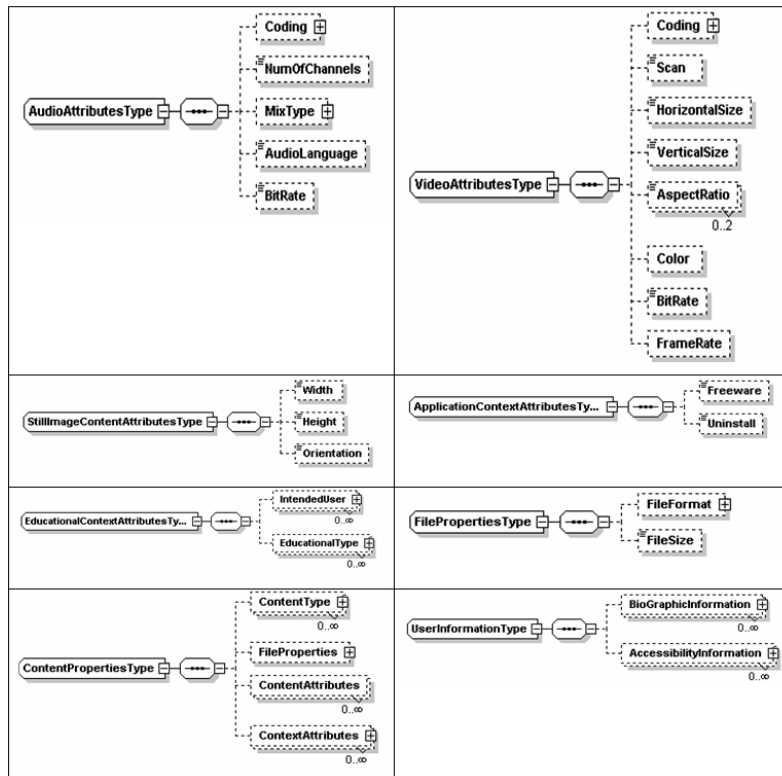 AudioAttributesType
Coding
NumOfChannels
MixType
AudioLanguage
BitRate
VideoAttributesType
Coding
Scan
HorizontalSize
VerticalSize
AspectRatio
0..2
Color
BitRate
FrameRate
StillImageContentAttributesType
Width
Height
Orientation
ApplicationContextAttributesTy...
Freeware
Uninstall
EducationalContextAttributesTy...
IntendedUser
0..∞
EducationalType
0..∞
FilePropertiesType
FileFormat
FileSize
ContentPropertiesType
ContentType
0..∞
FileProperties
ContentAttributes
0..∞
ContextAttributes
0..∞
UserInformationType
BioGraphicInformation
0..∞
AccessibilityInformation
0..∞